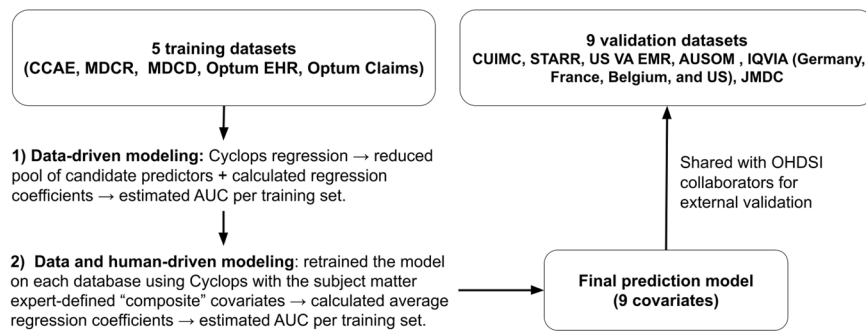 5 training datasets
(CCAE, MDCR, MDCD, Optum EHR, Optum Claims)
1) Data-driven modeling: Cyclops regression → reduced
pool of candidate predictors + calculated regression
coefficients → estimated AUC per training set.
2) Data and human-driven modeling: retrained the model
on each database using Cyclops with the subject matter
expert-defined “composite” covariates → calculated average
regression coefficients → estimated AUC per training set.
Final prediction model
(9 covariates)
Shared with OHDSI
collaborators for
external validation
9 validation datasets
CUIMC, STARR, US VA EMR, AUSOM , IQVIA (Germany,
France, Belgium, and US), JMDC